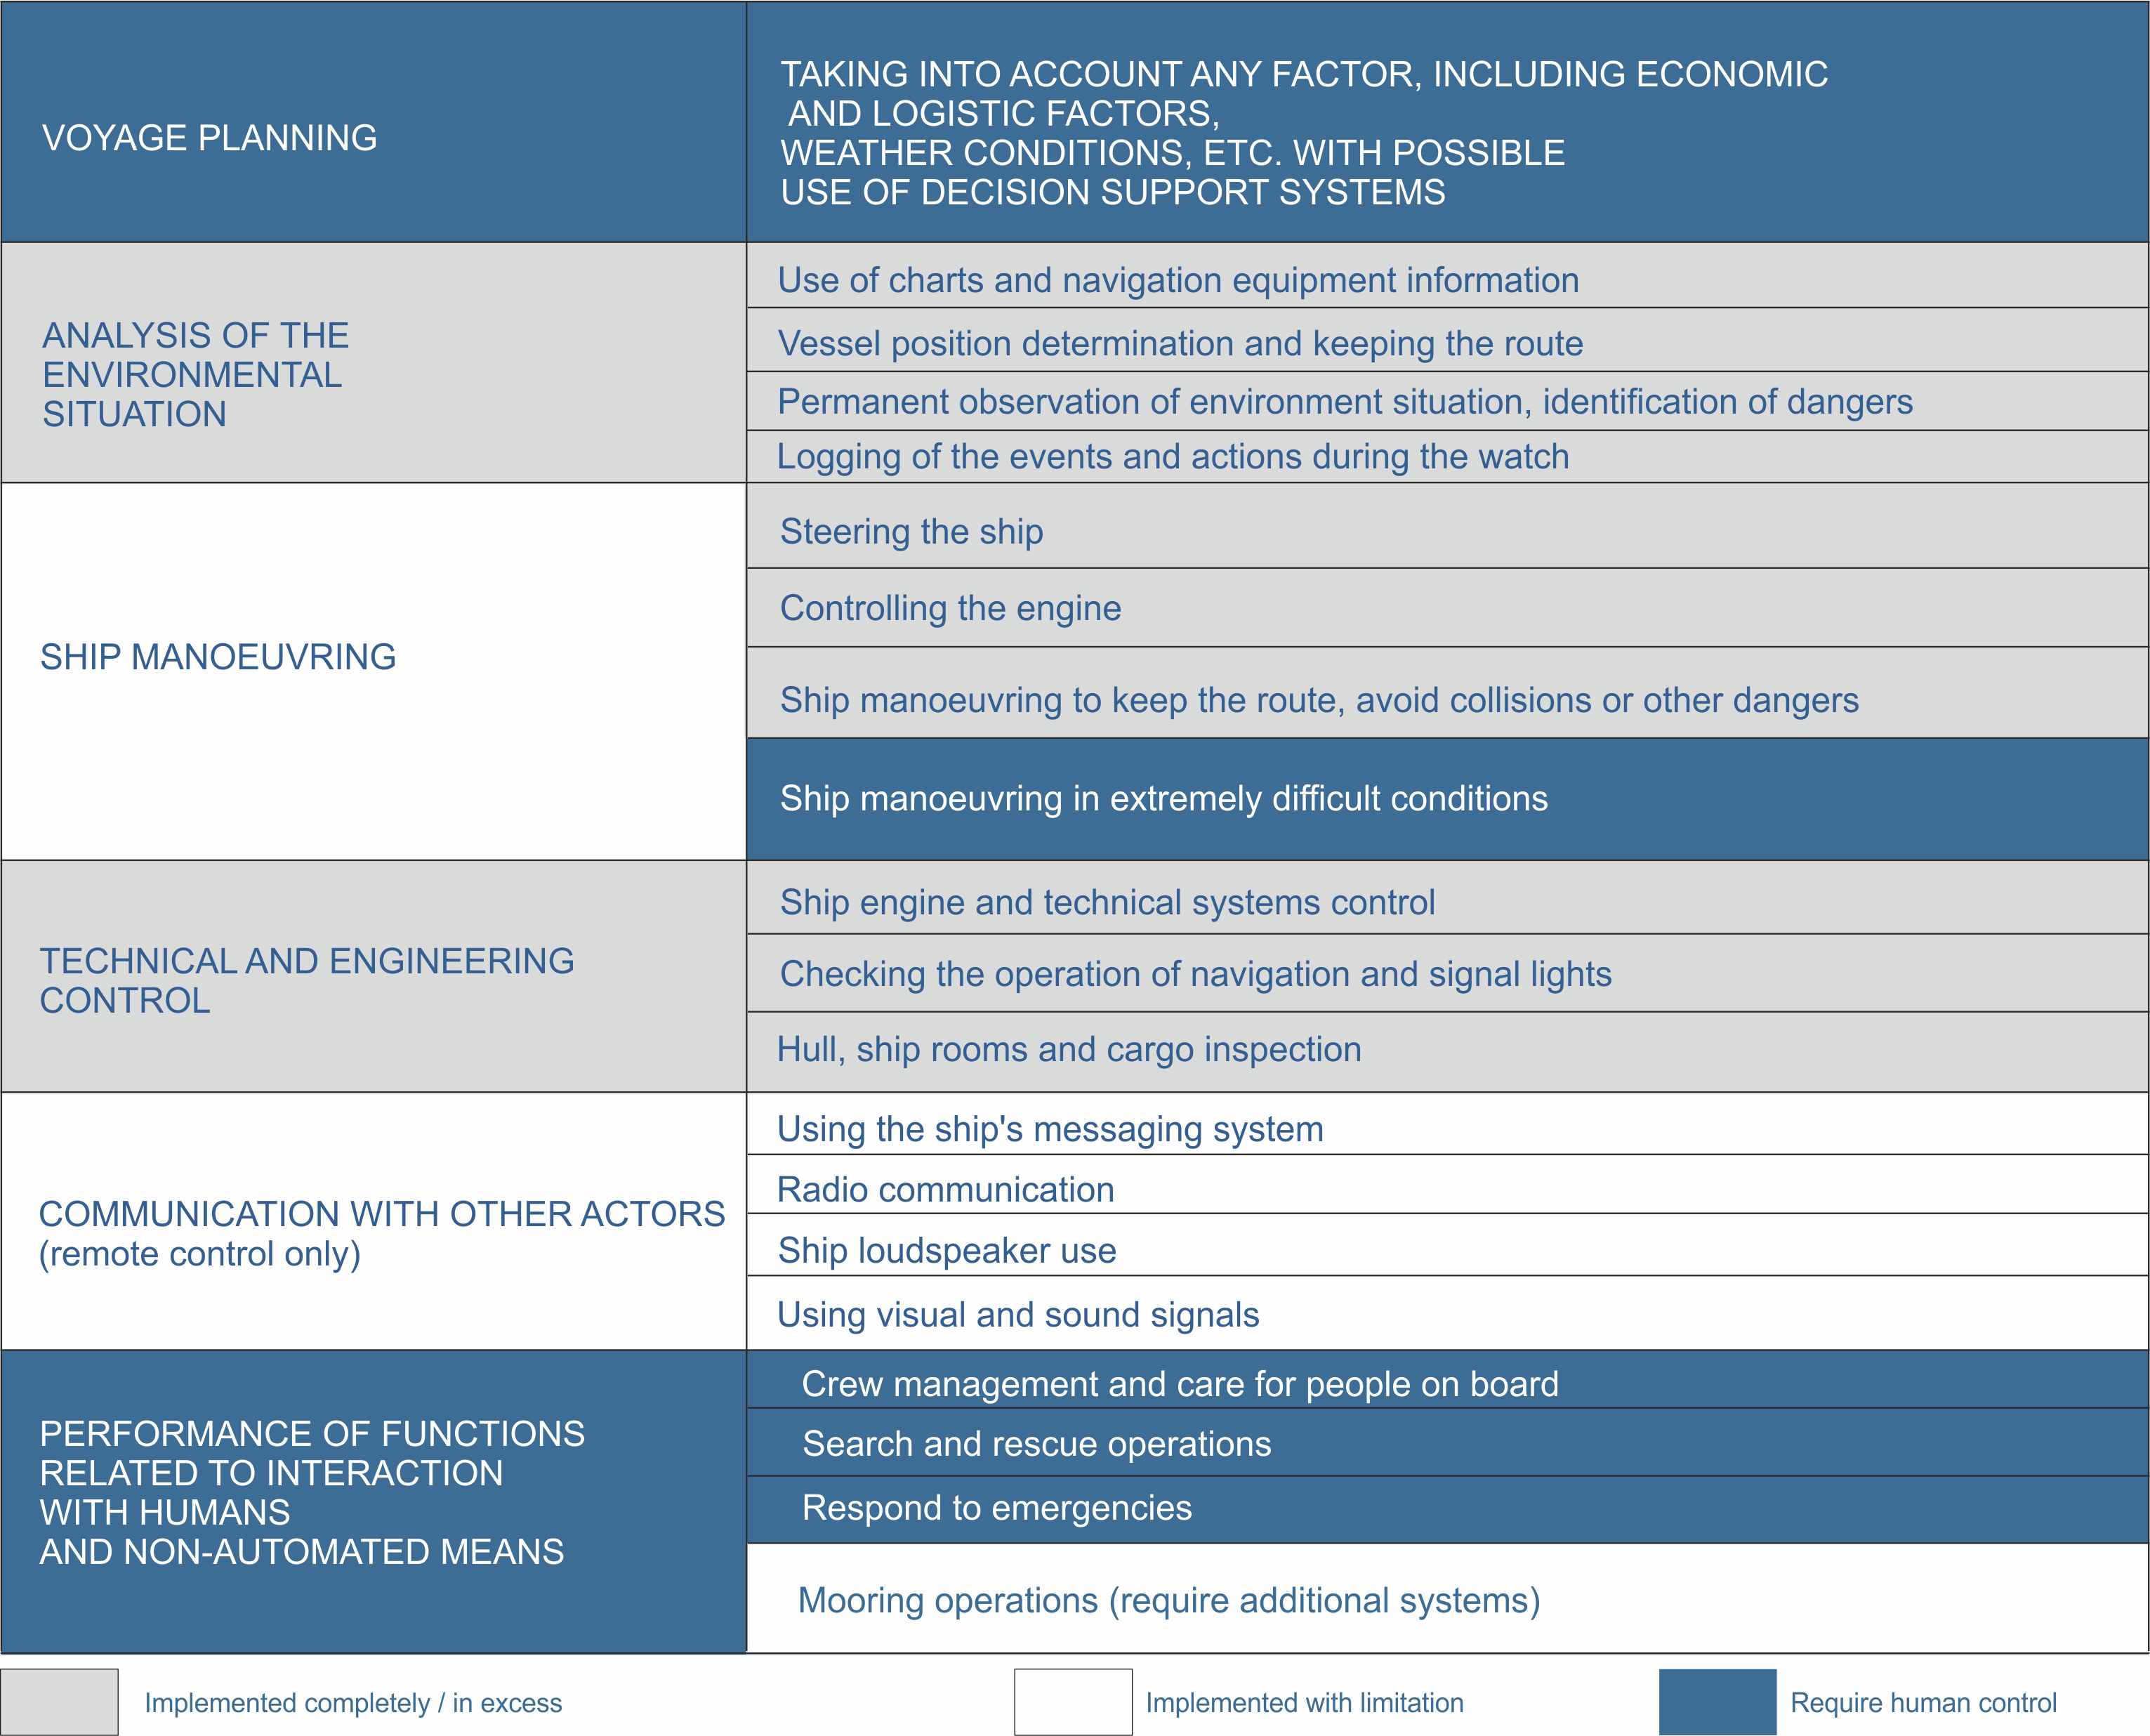 VOYAGE PLANNING
TAKING INTO ACCOUNT ANY FACTOR, INCLUDING ECONOMIC
AND LOGISTIC FACTORS,
WEATHER CONDITIONS, ETC. WITH POSSIBLE
USE OF DECISION SUPPORT SYSTEMS
ANALYSIS OF THE
ENVIRONMENTAL
SITUATION
Use of charts and navigation equipment information
Vessel position determination and keeping the route
Permanent observation of environment situation, identification of dangers
Logging of the events and actions during the watch
SHIP MANOEUVRING
Steering the ship
Controlling the engine
Ship manoeuvring to keep the route, avoid collisions or other dangers
Ship manoeuvring in extremely difficult conditions
TECHNICAL AND ENGINEERING
CONTROL
Ship engine and technical systems control
Checking the operation of navigation and signal lights
Hull, ship rooms and cargo inspection
COMMUNICATION WITH OTHER ACTORS
(remote control only)
Using the ship's messaging system
Radio communication
Ship loudspeaker use
Using visual and sound signals
PERFORMANCE OF FUNCTIONS
RELATED TO INTERACTION
WITH HUMANS
AND NON-AUTOMATED MEANS
Crew management and care for people on board
Search and rescue operations
Respond to emergencies
Mooring operations (require additional systems)
Implemented completely / in excess
Implemented with limitation
Require human control